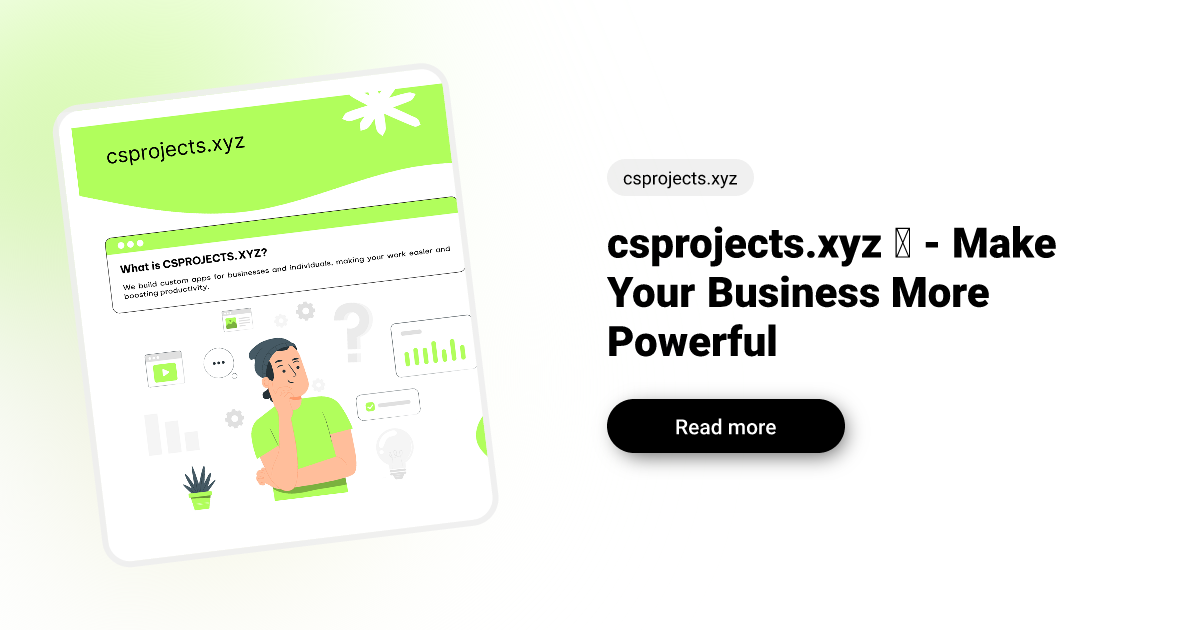 csprojects.xyz
What is CSPROJECTS.XYZ?
We build custom apps for businesses and individuals, making your work easier and
boosting productivity.
?
csprojects.xyz
csprojects.xyz - Make
Your Business More
Powerful
Read more